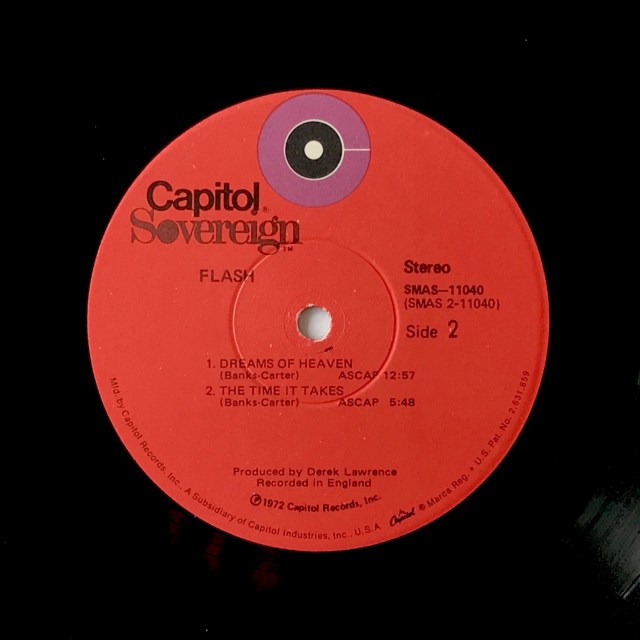 Capitol®
Sovereign™
FLASH
Stereo
SMAS—11040
(SMAS 2-11040)
Side 2
1. DREAMS OF HEAVEN
(Banks-Carter) ASCAP 12:57
2. THE TIME IT TAKES
(Banks-Carter) ASCAP 5:48
Produced by Derek Lawrence
Recorded in England
℗1972 Capitol Records, Inc.
Mfd. by Capitol Records, Inc., A Subsidiary of Capitol Industries, Inc., U.S.A. Capitol ® Marca Reg. • U.S. Pat. No. 2,631,859